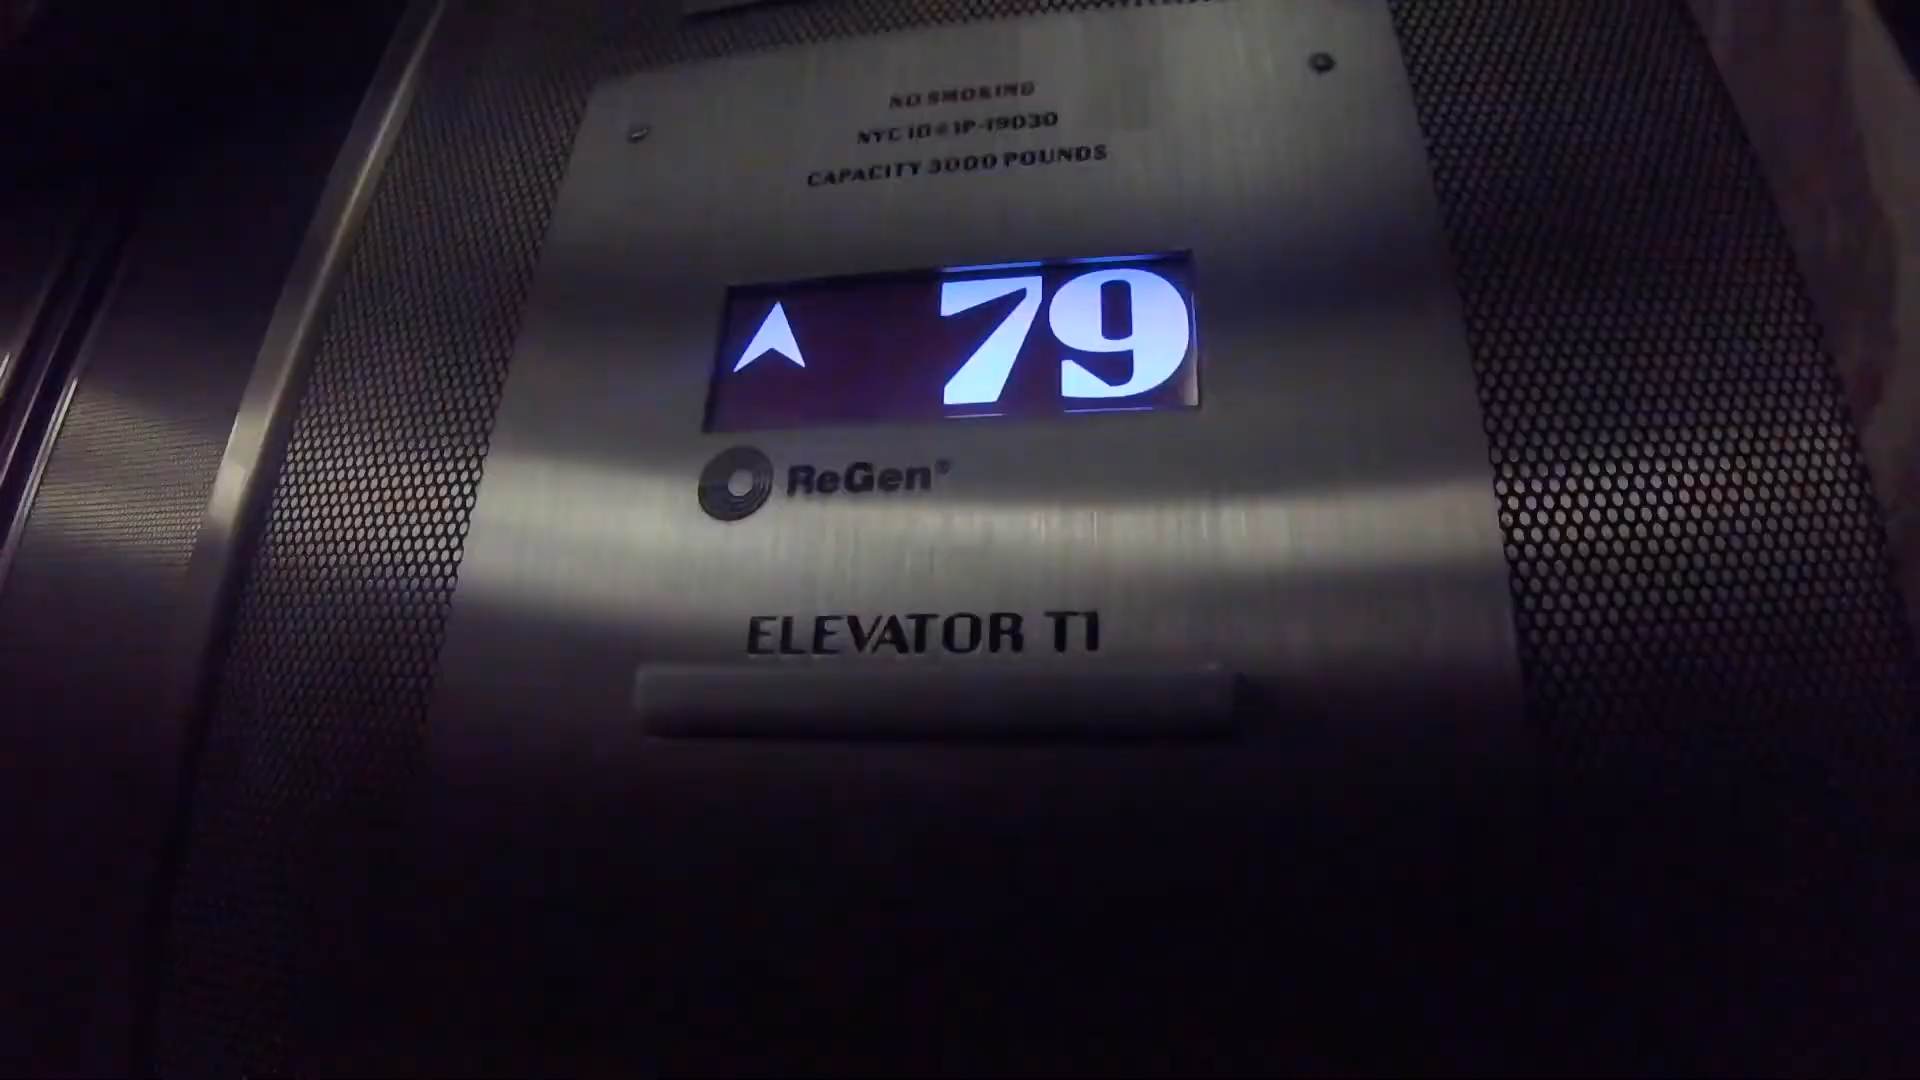 NO SMOKING
NYC ID # 1P-19030
CAPACITY 3000 POUNDS
79
ReGen®
ELEVATOR T1